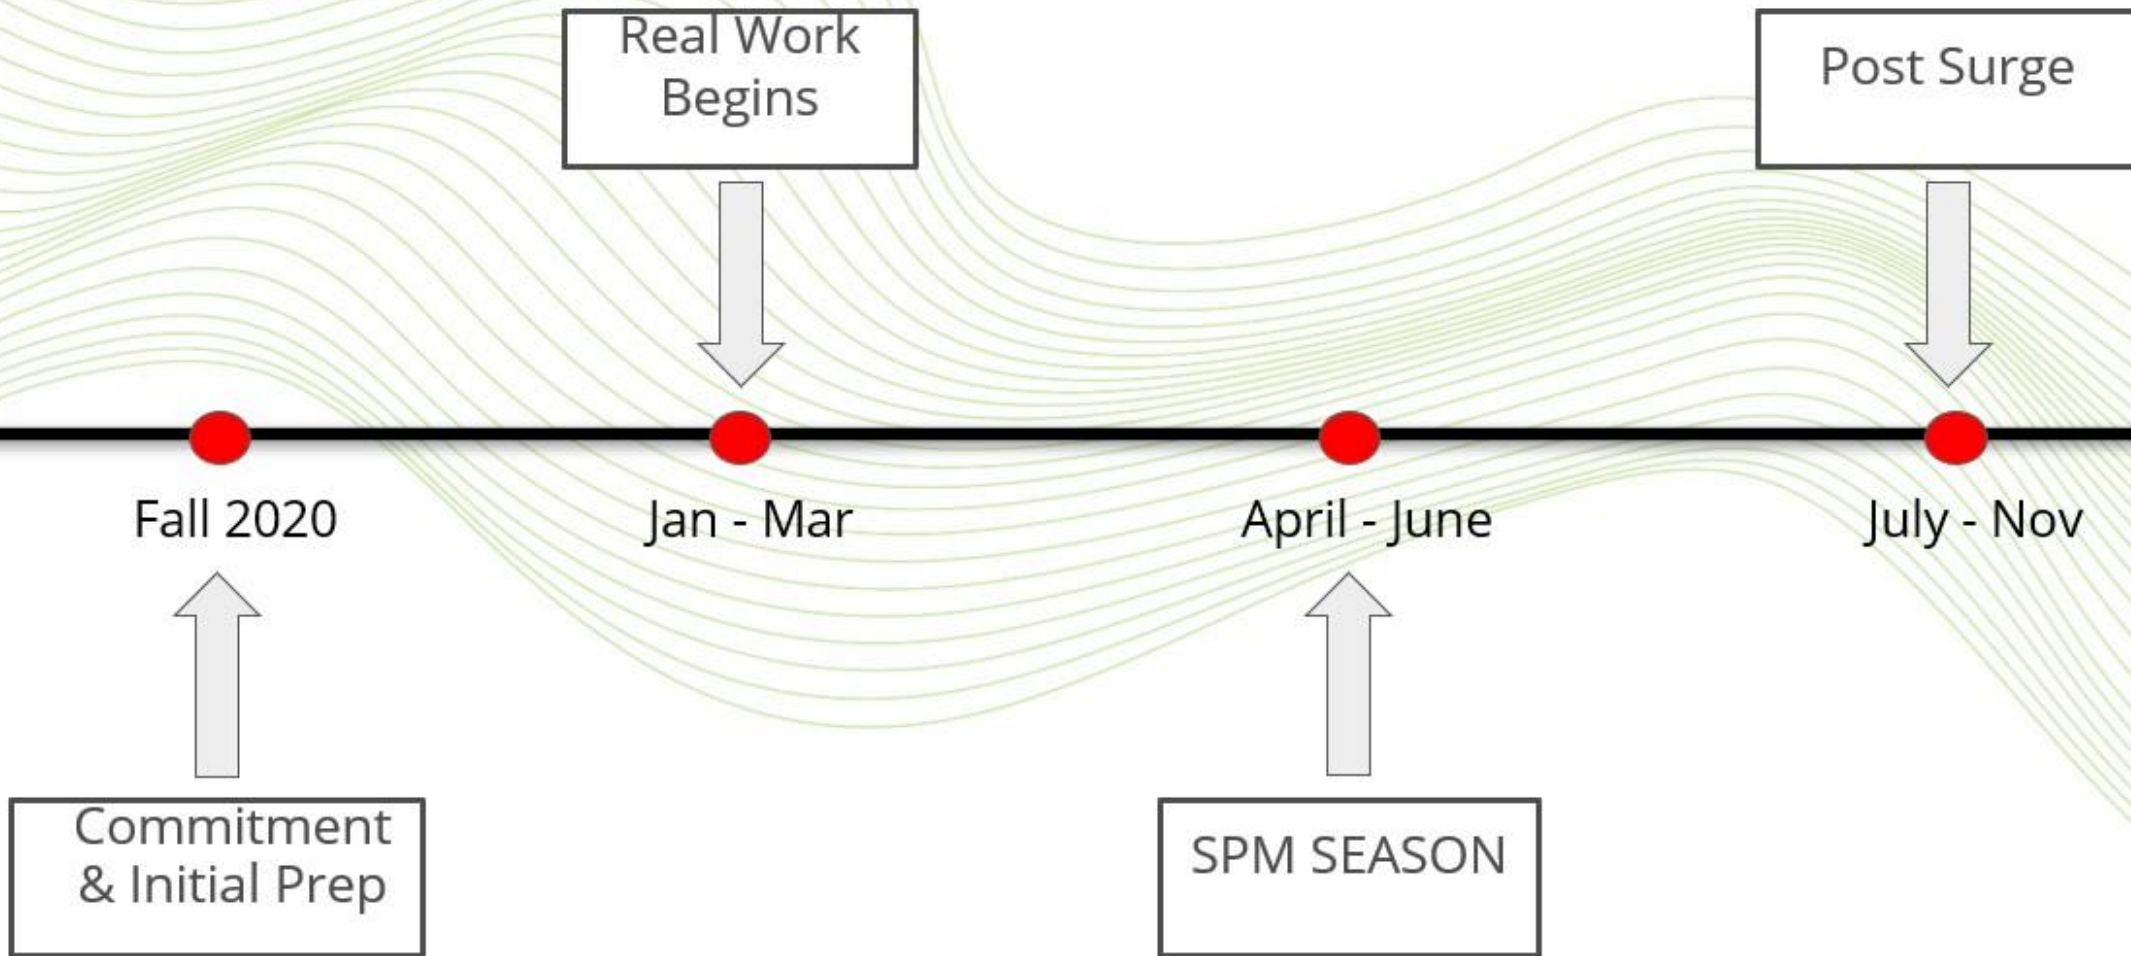 Real Work
Begins
Post Surge
Fall 2020
Jan - Mar
April - June
July - Nov
Commitment
& Initial Prep
SPM SEASON